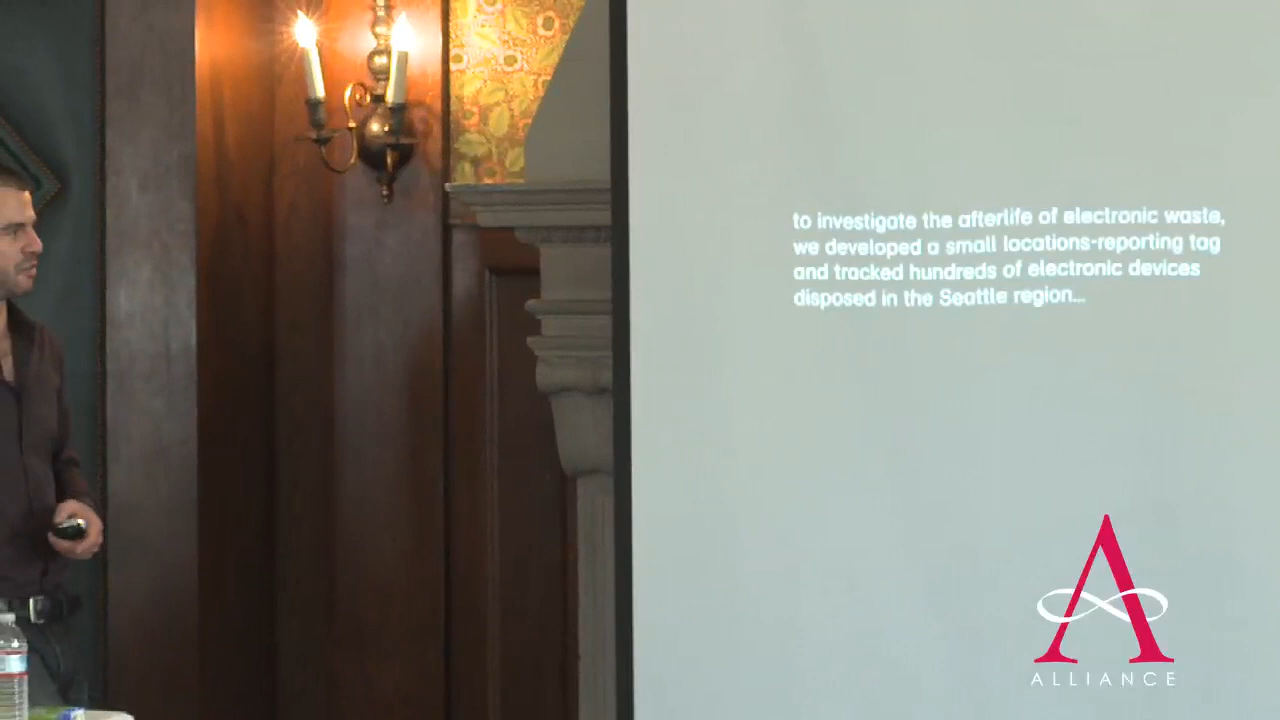 to investigate the afterlife of electronic waste,
we developed a small locations-reporting tag
and tracked hundreds of electronic devices
disposed in the Seattle region...
A
ALLIANCE